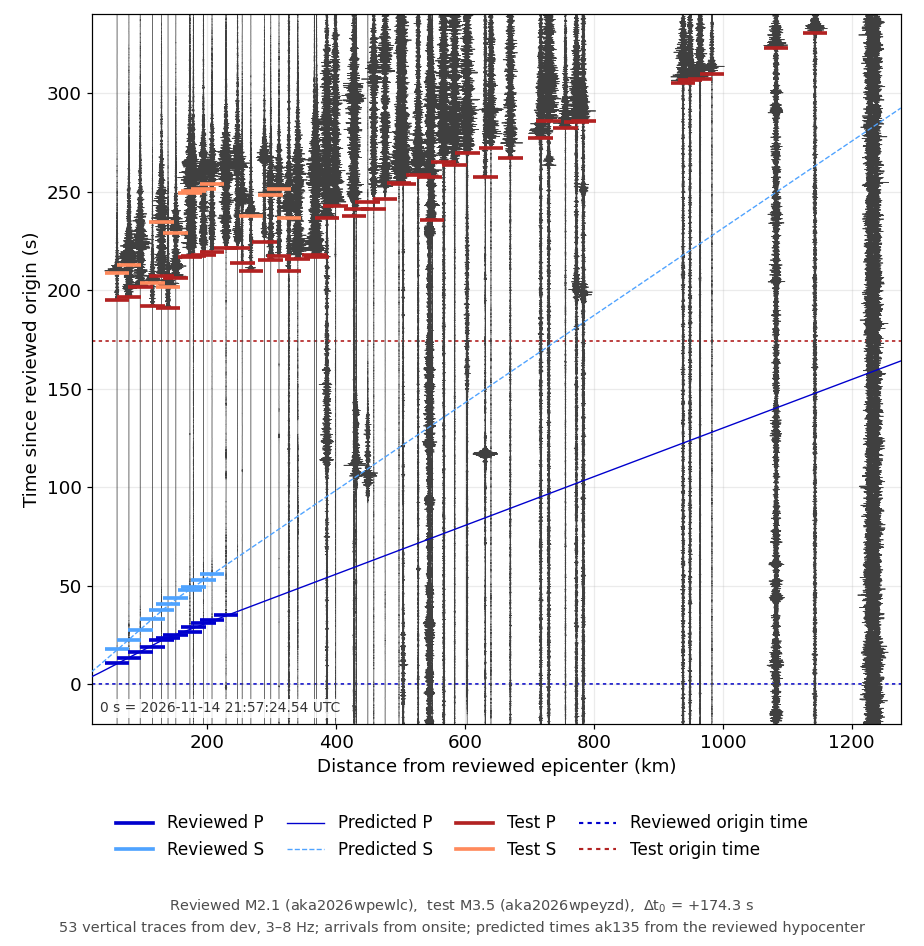 300
250
200
150
100
50
0
Time since reviewed origin (s)
0 s = 2026-11-14 21:57:24.54 UTC
200 400 600 800 1000 1200
Distance from reviewed epicenter (km)
Reviewed P Predicted P Test P Reviewed origin time
Reviewed S Predicted S Test S Test origin time
Reviewed M2.1 (aka2026wpewlc), test M3.5 (aka2026wpeyzd), Δt₀ = +174.3 s
53 vertical traces from dev, 3–8 Hz; arrivals from onsite; predicted times ak135 from the reviewed hypocenter